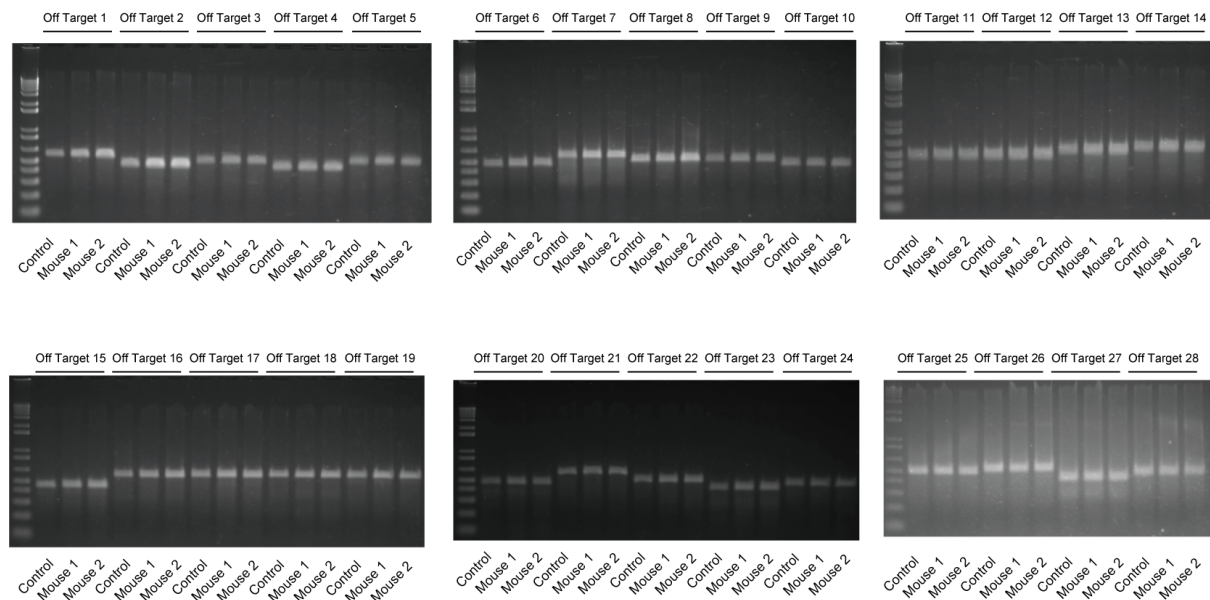 Off Target 1 Off Target 2 Off Target 3 Off Target 4 Off Target 5
Control Mouse 1 Mouse 2 Control Mouse 1 Mouse 2 Control Mouse 1 Mouse 2 Control Mouse 1 Mouse 2 Control Mouse 1 Mouse 2
Off Target 6 Off Target 7 Off Target 8 Off Target 9 Off Target 10
Control Mouse 1 Mouse 2 Control Mouse 1 Mouse 2 Control Mouse 1 Mouse 2 Control Mouse 1 Mouse 2 Control Mouse 1 Mouse 2
Off Target 11 Off Target 12 Off Target 13 Off Target 14
Control Mouse 1 Mouse 2 Control Mouse 1 Mouse 2 Control Mouse 1 Mouse 2 Control Mouse 1 Mouse 2
Off Target 15 Off Target 16 Off Target 17 Off Target 18 Off Target 19
Control Mouse 1 Mouse 2 Control Mouse 1 Mouse 2 Control Mouse 1 Mouse 2 Control Mouse 1 Mouse 2 Control Mouse 1 Mouse 2
Off Target 20 Off Target 21 Off Target 22 Off Target 23 Off Target 24
Control Mouse 1 Mouse 2 Control Mouse 1 Mouse 2 Control Mouse 1 Mouse 2 Control Mouse 1 Mouse 2 Control Mouse 1 Mouse 2
Off Target 25 Off Target 26 Off Target 27 Off Target 28
Control Mouse 1 Mouse 2 Control Mouse 1 Mouse 2 Control Mouse 1 Mouse 2 Control Mouse 1 Mouse 2